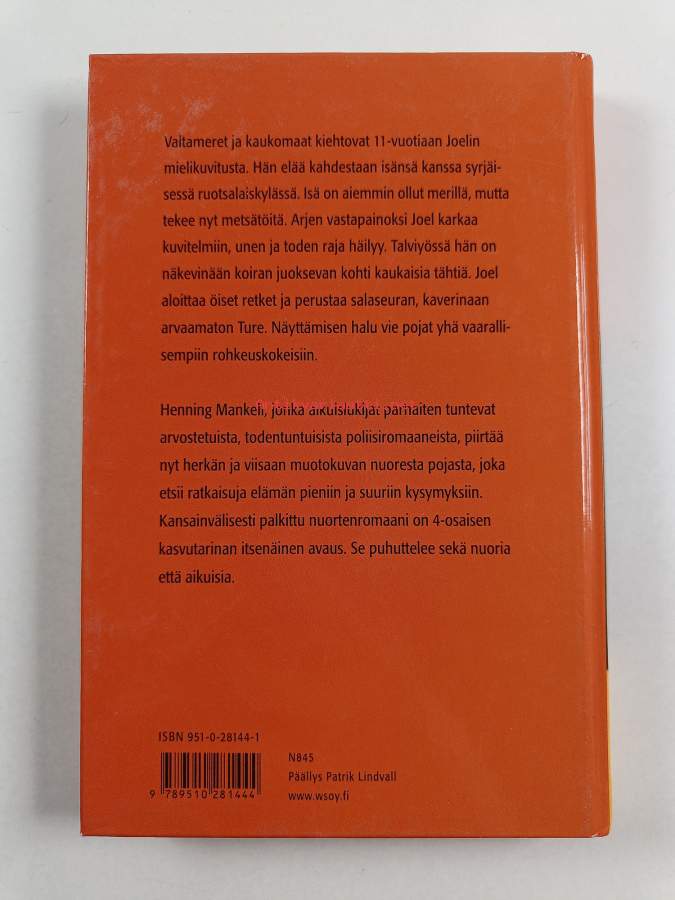 Valtameret ja kaukomaat kiehtovat 11-vuotiaan Joelin
mielikuvitusta. Hän elää kahdestaan isänsä kanssa syrjäi-
sessä ruotsalaiskylässä. Isä on aiemmin ollut merillä, mutta
tekee nyt metsätöitä. Arjen vastapainoksi Joel karkaa
kuvitelmiin, unen ja toden raja häilyy. Talviyössä hän on
näkevinään koiran juoksevan kohti kaukaisia tähtiä. Joel
aloittaa öiset retket ja perustaa salaseuran, kaverinaan
arvaamaton Ture. Näyttämisen halu vie pojat yhä vaaralli-
sempiin rohkeuskokeisiin.
Henning Mankell, jonka aikuislukijat parhaiten tuntevat
arvostetuista, todentuntuisista poliisiromaaneista, piirtää
nyt herkän ja viisaan muotokuvan nuoresta pojasta, joka
etsii ratkaisuja elämän pieniin ja suuriin kysymyksiin.
Kansainvälisesti palkittu nuortenromaani on 4-osaisen
kasvutarinan itsenäinen avaus. Se puhuttelee sekä nuoria
että aikuisia.
ISBN 951-0-28144-1
9 789510 281444
N845
Päällys Patrik Lindvall
www.wsoy.fi